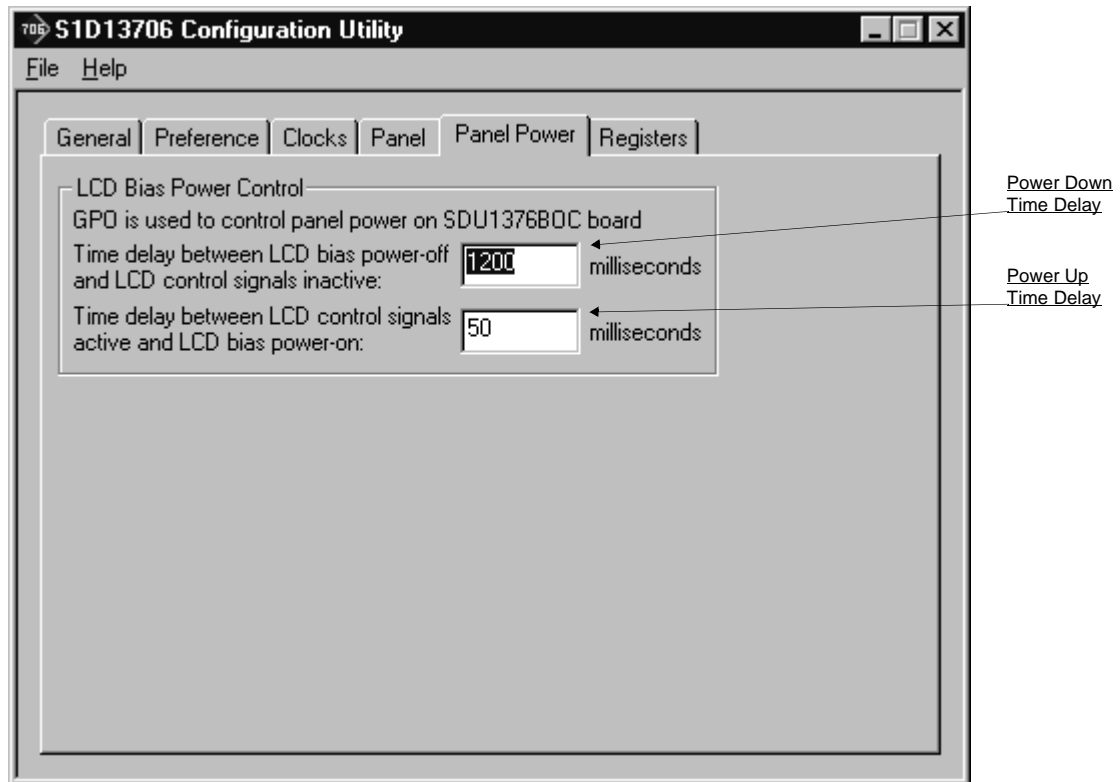 706 S1D13706 Configuration Utility
File Help
General Preference Clocks Panel Panel Power Registers
LCD Bias Power Control
GPO is used to control panel power on SDU1376B0C board
Time delay between LCD bias power-off
and LCD control signals inactive:
1200 milliseconds
Time delay between LCD control signals
active and LCD bias power-on:
50 milliseconds
Power Down
Time Delay
Power Up
Time Delay